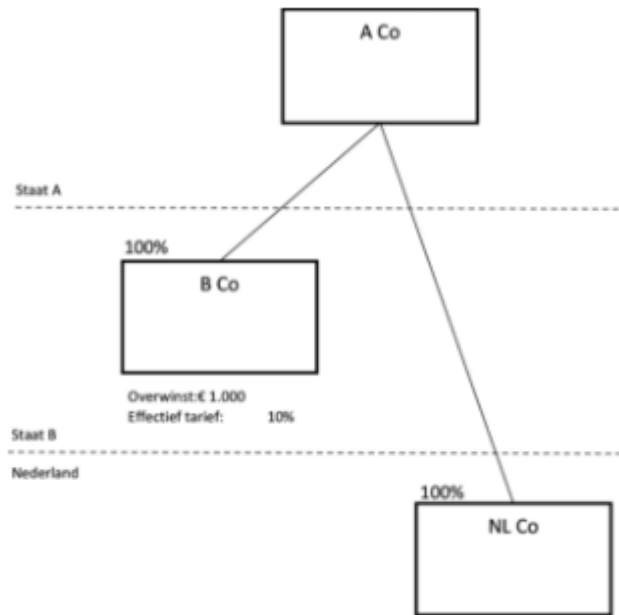 A Co
Staat A
100%
B Co
Overwinst:€ 1.000
Effectief tarief: 10%
Staat B
Nederland
100%
NL Co